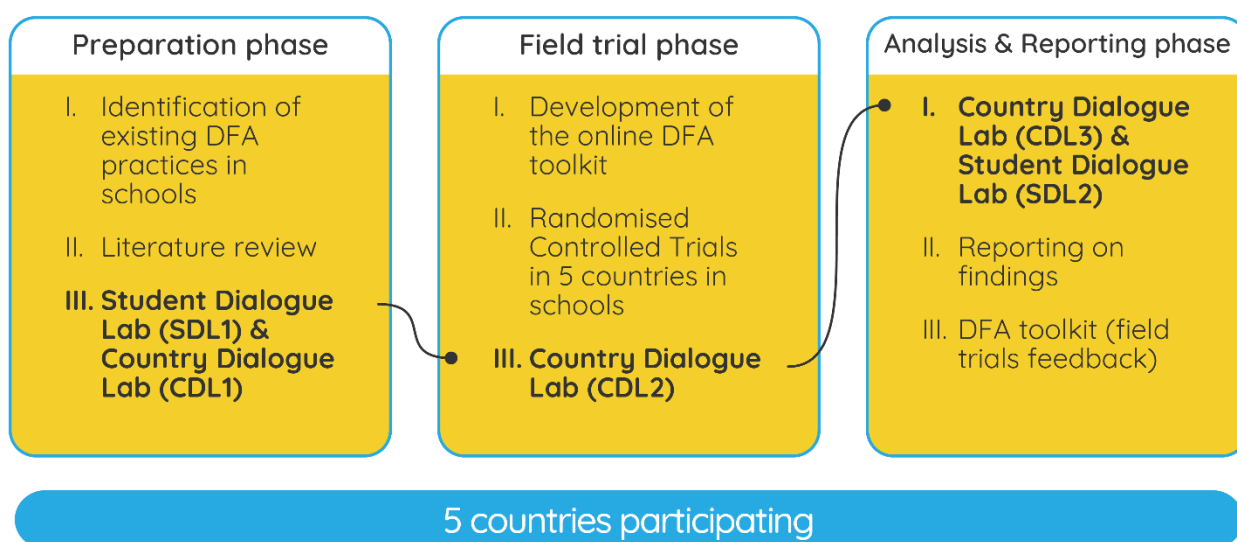 Preparation phase
I. Identification of
existing DFA
practices in
schools
II. Literature review
III. Student Dialogue
Lab (SDL1) &
Country Dialogue
Lab (CDL1)
Field trial phase
I. Development of
the online DFA
toolkit
II. Randomised
Controlled Trials
in 5 countries in
schools
III. Country Dialogue
Lab (CDL2)
Analysis & Reporting phase
I. Country Dialogue
Lab (CDL3) &
Student Dialogue
Lab (SDL2)
II. Reporting on
findings
III. DFA toolkit (field
trials feedback)
5 countries participating